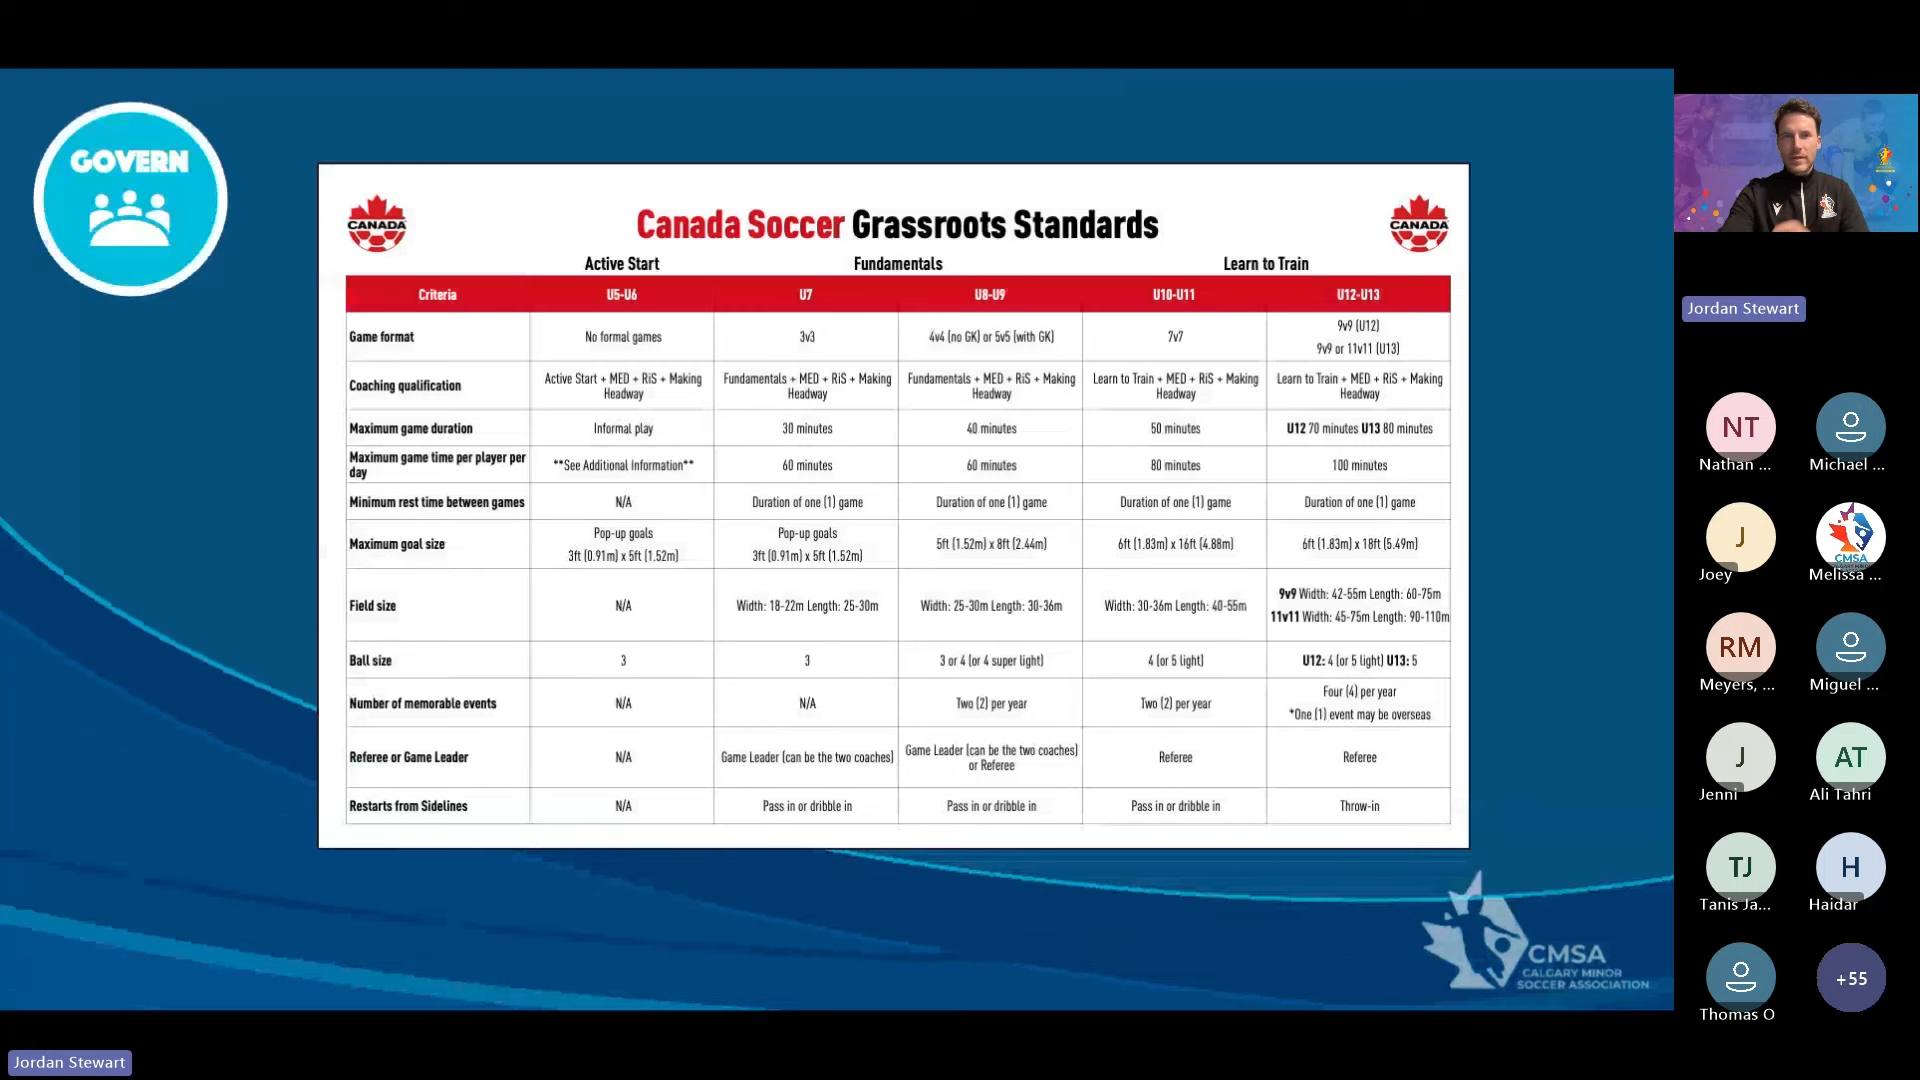 GOVERN
CANADA
Canada Soccer Grassroots Standards
CANADA
Active Start Fundamentals Learn to Train
Criteria U5-U6 U7 U8-U9 U10-U11 U12-U13
Game format No formal games 3v3 4v4 (no GK) or 5v5 (with GK) 7v7 9v9 (U12)
9v9 or 11v11 (U13)
Coaching qualification Active Start + MED + RiS + Making Headway Fundamentals + MED + RiS + Making Headway Fundamentals + MED + RiS + Making Headway Learn to Train + MED + RiS + Making Headway Learn to Train + MED + RiS + Making Headway
Maximum game duration Informal play 30 minutes 40 minutes 50 minutes U12 70 minutes U13 80 minutes
Maximum game time per player per day **See Additional Information** 60 minutes 60 minutes 80 minutes 100 minutes
Minimum rest time between games N/A Duration of one (1) game Duration of one (1) game Duration of one (1) game Duration of one (1) game
Maximum goal size Pop-up goals 3ft (0.91m) x 5ft (1.52m) Pop-up goals 3ft (0.91m) x 5ft (1.52m) 5ft (1.52m) x 8ft (2.44m) 6ft (1.83m) x 16ft (4.88m) 6ft (1.83m) x 18ft (5.49m)
Field size N/A Width: 18-22m Length: 25-30m Width: 25-30m Length: 30-36m Width: 30-36m Length: 40-55m 9v9 Width: 42-55m Length: 60-75m
11v11 Width: 45-75m Length: 90-110m
Ball size 3 3 3 or 4 (or 4 super light) 4 (or 5 light) U12: 4 (or 5 light) U13: 5
Number of memorable events N/A N/A Two (2) per year Two (2) per year Four (4) per year
*One (1) event may be overseas
Referee or Game Leader N/A Game Leader (can be the two coaches) Game Leader (can be the two coaches) or Referee Referee Referee
Restarts from Sidelines N/A Pass in or dribble in Pass in or dribble in Pass in or dribble in Throw-in
CMSA
CALGARY MINOR
SOCCER ASSOCIATION
Jordan Stewart
Jordan Stewart
NT
Nathan ... Michael ...
J CMSA
Joey Melissa ...
RM
Meyers, ... Miguel ...
J AT
Jenni Ali Tahri
TJ H
Tanis Ja... Haidar
+55
Thomas O